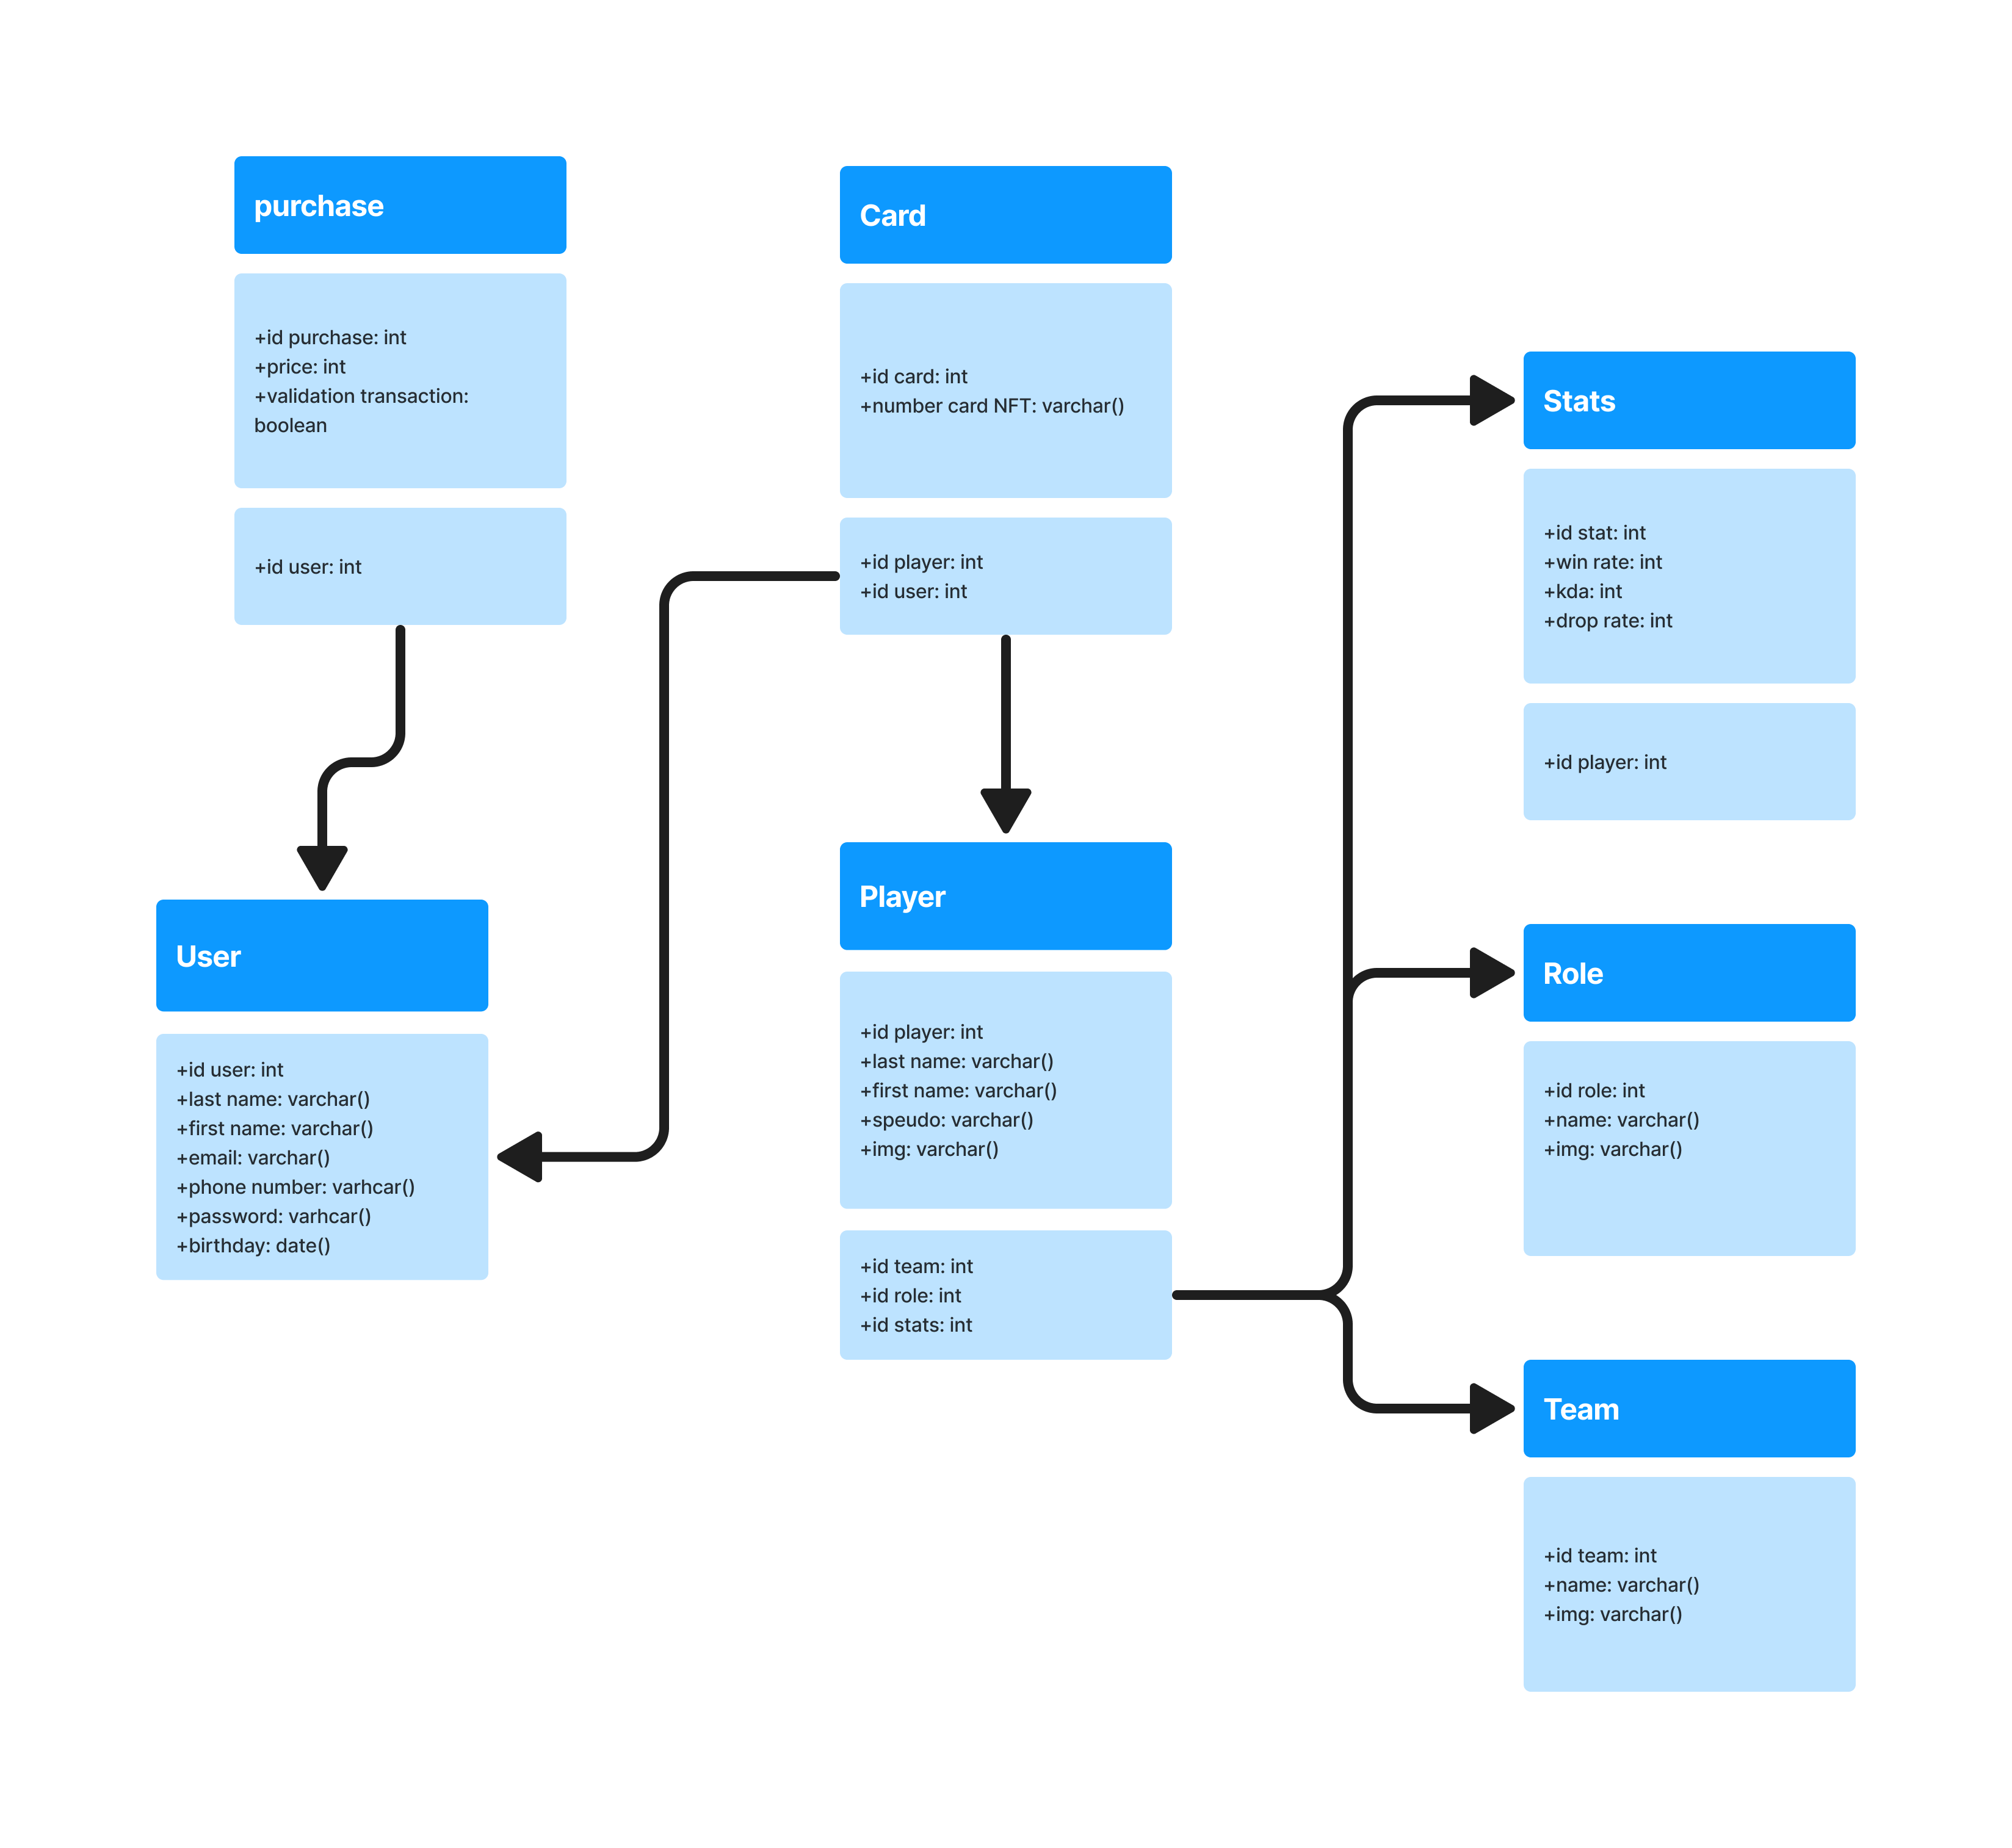 purchase
+id purchase: int
+price: int
+validation transaction:
boolean
+id user: int
User
+id user: int
+last name: varchar()
+first name: varchar()
+email: varchar()
+phone number: varhcar()
+password: varhcar()
+birthday: date()
Card
+id card: int
+number card NFT: varchar()
+id player: int
+id user: int
Player
+id player: int
+last name: varchar()
+first name: varchar()
+speudo: varchar()
+img: varchar()
+id team: int
+id role: int
+id stats: int
Stats
+id stat: int
+win rate: int
+kda: int
+drop rate: int
+id player: int
Role
+id role: int
+name: varchar()
+img: varchar()
Team
+id team: int
+name: varchar()
+img: varchar()